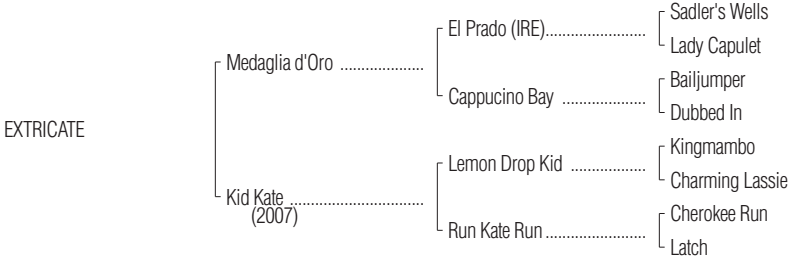 Sadler's Wells
El Prado (IRE)........................
Lady Capulet
Medaglia d'Oro ....................
Bailjumper
Cappucino Bay ....................
Dubbed In
EXTRICATE
Kingmambo
Lemon Drop Kid ..................
Charming Lassie
Kid Kate ................................
(2007)
Cherokee Run
Run Kate Run ........................
Latch